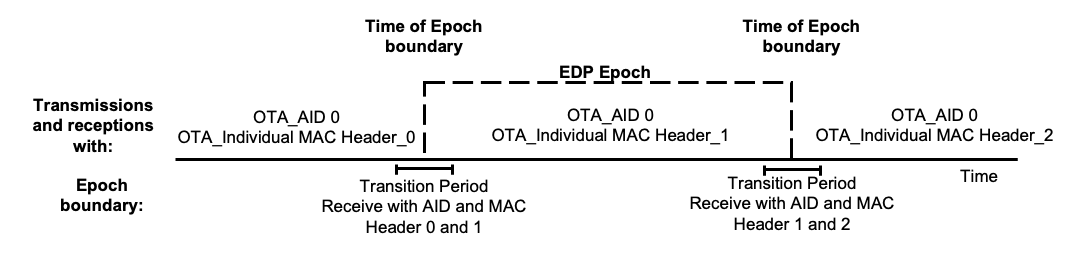 Time of Epoch
boundary
Time of Epoch
boundary
EDP Epoch
Transmissions
and receptions
with:
OTA_AID 0
OTA_Individual MAC Header_0
OTA_AID 0
OTA_Individual MAC Header_1
OTA_AID 0
OTA_Individual MAC Header_2
Time
Epoch
boundary:
Transition Period
Receive with AID and MAC
Header 0 and 1
Transition Period
Receive with AID and MAC
Header 1 and 2